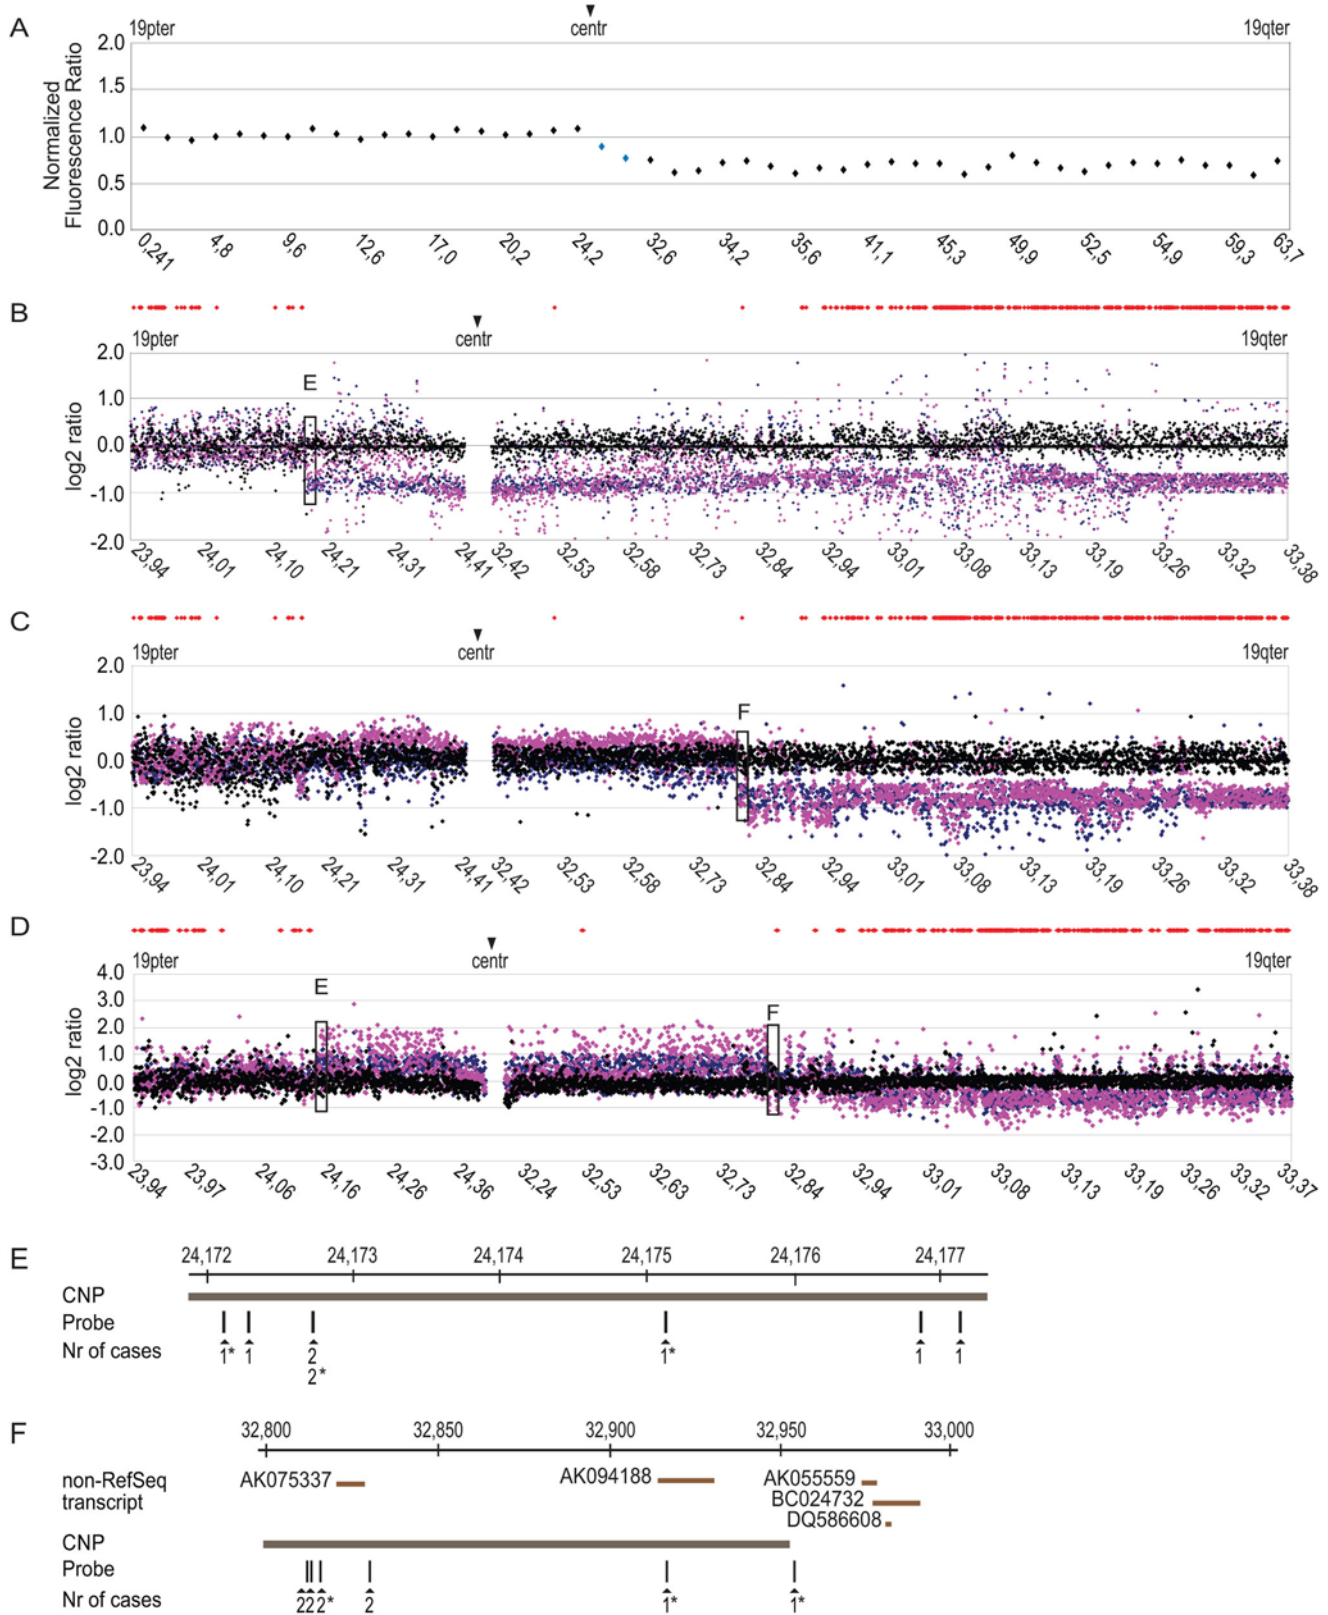 A
19pter
centr
19qter
Normalized
Fluorescence Ratio
2.0
1.5
1.0
0.5
0.0
0,241
4,8
9,6
12,6
17,0
20,2
24,2
32,6
34,2
35,6
41,1
45,3
49,9
52,5
54,9
59,3
63,7
B
19pter
centr
19qter
E
log2 ratio
2.0
1.0
0.0
-1.0
-2.0
23,94
24,01
24,10
24,21
24,31
24,41
32,42
32,53
32,58
32,73
32,84
32,94
33,01
33,08
33,13
33,19
33,26
33,32
33,38
C
19pter
centr
19qter
F
log2 ratio
2.0
1.0
0.0
-1.0
-2.0
23,94
24,01
24,10
24,21
24,31
24,41
32,42
32,53
32,58
32,73
32,84
32,94
33,01
33,08
33,13
33,19
33,26
33,32
33,38
D
19pter
centr
19qter
E
F
log2 ratio
4.0
3.0
2.0
1.0
0.0
-1.0
-2.0
-3.0
23,94
23,97
24,06
24,16
24,26
24,36
32,24
32,53
32,63
32,73
32,84
32,94
33,01
33,08
33,13
33,19
33,26
33,32
33,37
E
24,172 24,173 24,174 24,175 24,176 24,177
CNP
Probe
Nr of cases 1* 1 2 1* 1 1
2*
F
32,800 32,850 32,900 32,950 33,000
non-RefSeq
transcript
AK075337
AK094188
AK055559
BC024732
DQ586608
CNP
Probe
Nr of cases 222* 2 1* 1*